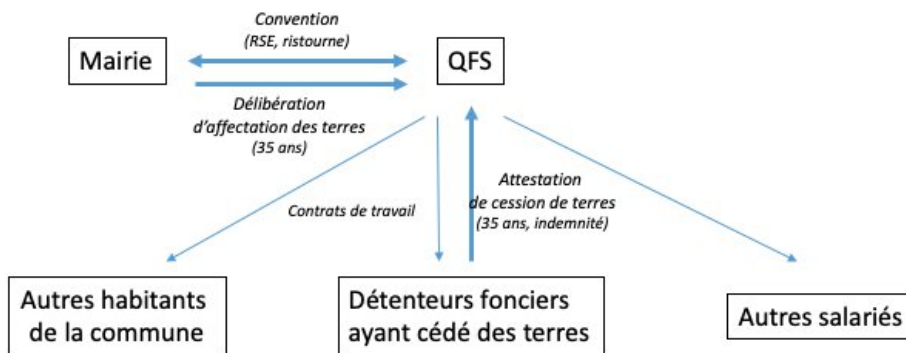 Convention
(RSE, ristourne)
Mairie
QFS
Délibération
d’affectation des terres
(35 ans)
Attestation
de cession de terres
(35 ans, indemnité)
Contrats de travail
Autres habitants
de la commune
Détenteurs fonciers
ayant cédé des terres
Autres salariés